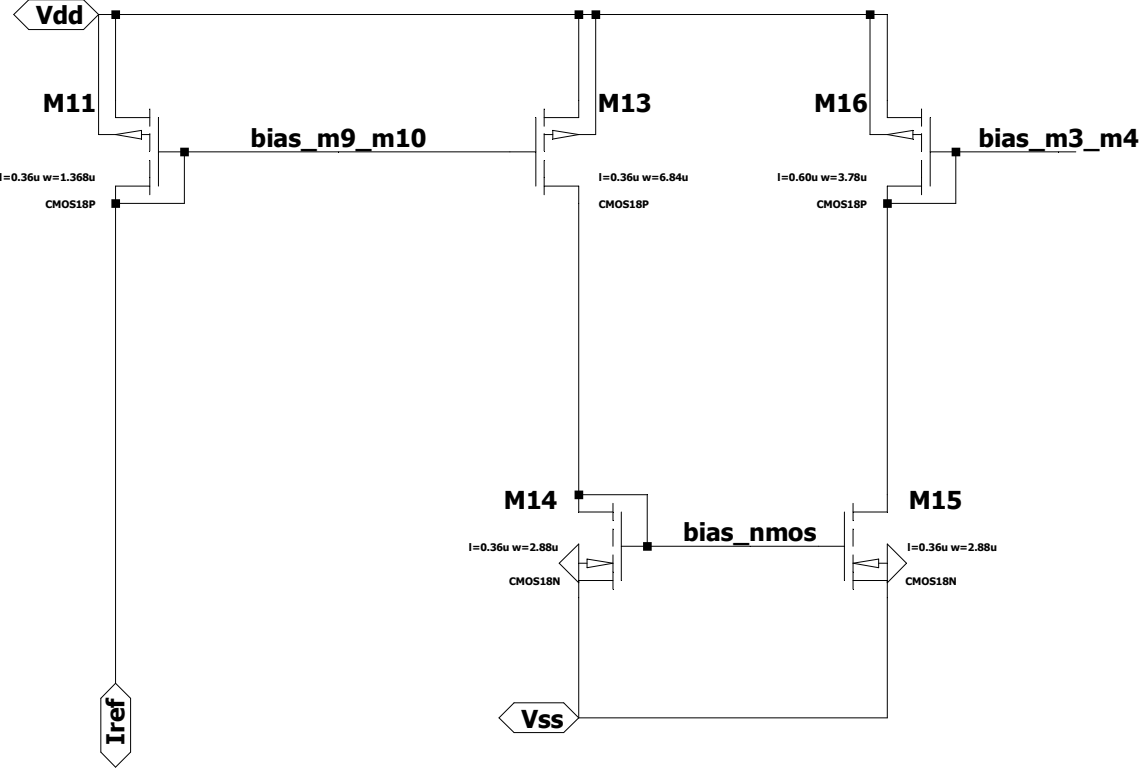 Vdd
M11
M13
M16
bias_m9_m10
bias_m3_m4
l=0.36u w=1.368u
l=0.36u w=6.84u
l=0.60u w=3.78u
CMOS18P
CMOS18P
CMOS18P
M14
M15
bias_nmos
l=0.36u w=2.88u
l=0.36u w=2.88u
CMOS18N
CMOS18N
Iref
Vss